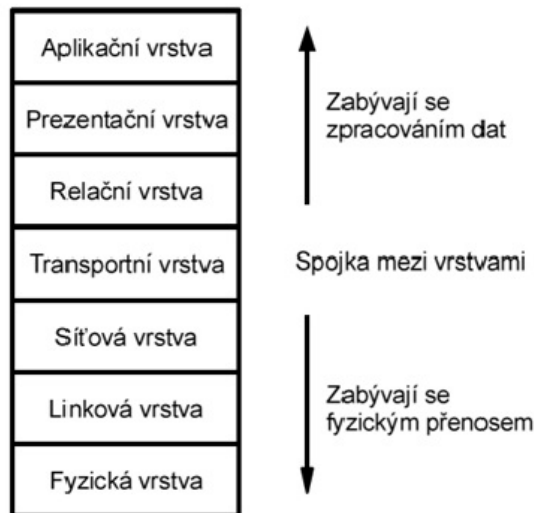 Aplikační vrstva
Prezentační vrstva
Relační vrstva
Transportní vrstva
Síťová vrstva
Linková vrstva
Fyzická vrstva
Zabývají se
zpracováním dat
Spojka mezi vrstvami
Zabývají se
fyzickým přenosem